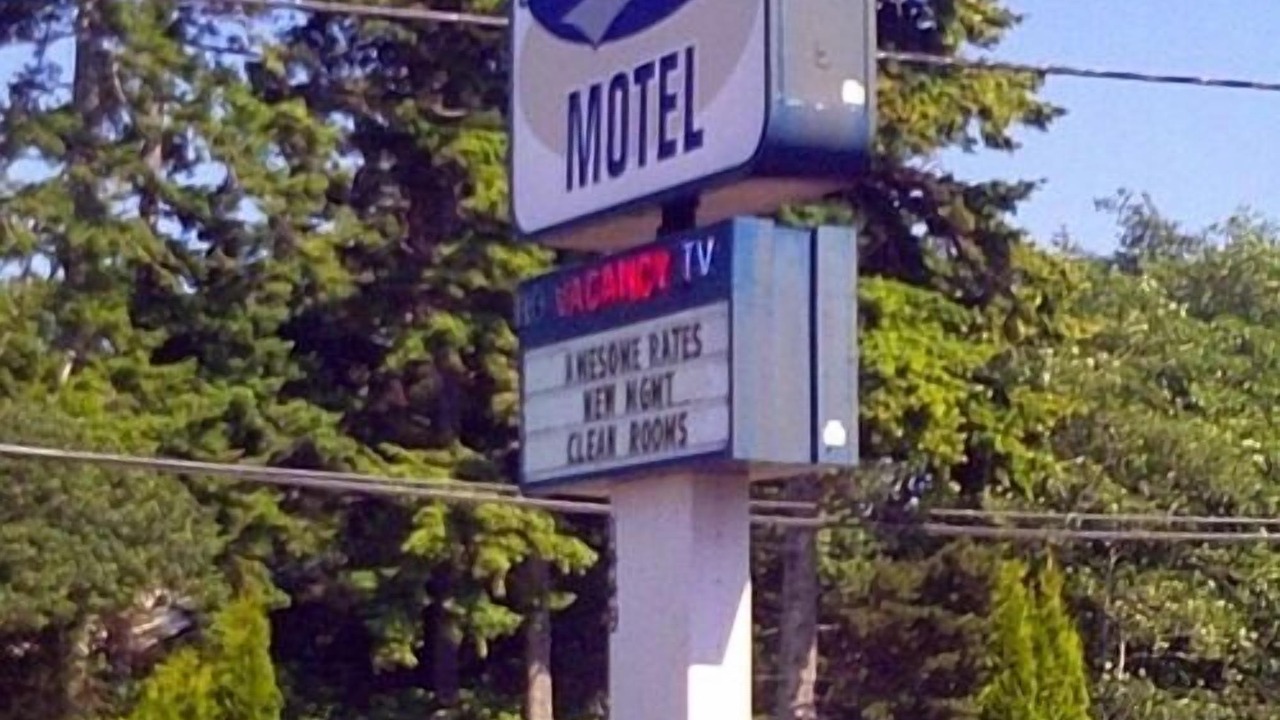 MOTEL
VACANCY TV
AWESOME RATES
NEW MGMT
CLEAN ROOMS